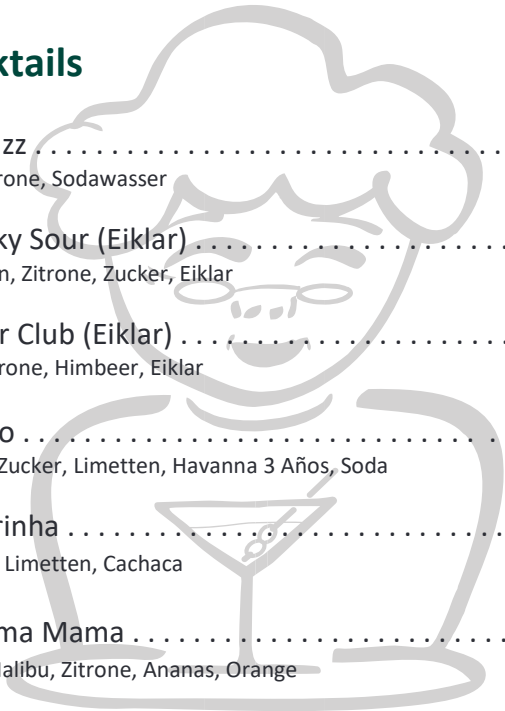 ktails
zz . . . . . . . . . . . . . . . . . . . . . . . . . . . . . . .
rone, Sodawasser
ky Sour (Eiklar) . . . . . . . . . . . . . . . . . . . . .
n, Zitrone, Zucker, Eiklar
r Club (Eiklar) . . . . . . . . . . . . . . . . . . . . . .
rone, Himbeer, Eiklar
o . . . . . . . . . . . . . . . . . . . . . . . . . . . . . . . .
Zucker, Limetten, Havanna 3 Años, Soda
rinha . . . . . . . . . . . . . . . . . . . . . . . . . . . . .
Limetten, Cachaca
ma Mama . . . . . . . . . . . . . . . . . . . . . . . . .
Malibu, Zitrone, Ananas, Orange